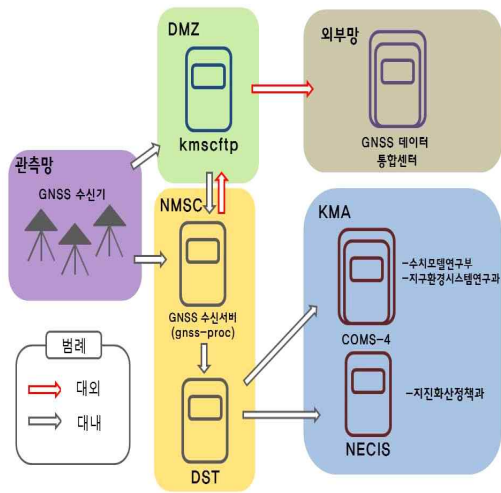 DMZ
kmscftp
외부망
GNSS 데이터
통합센터
관측망
GNSS 수신기
NMSC
GNSS 수신서비
(gnss-proc)
DST
KMA
-수치모델연구부
-지구환경시스템연구과
COMS-4
-지진화산정책과
NECIS
범례
대외
대내